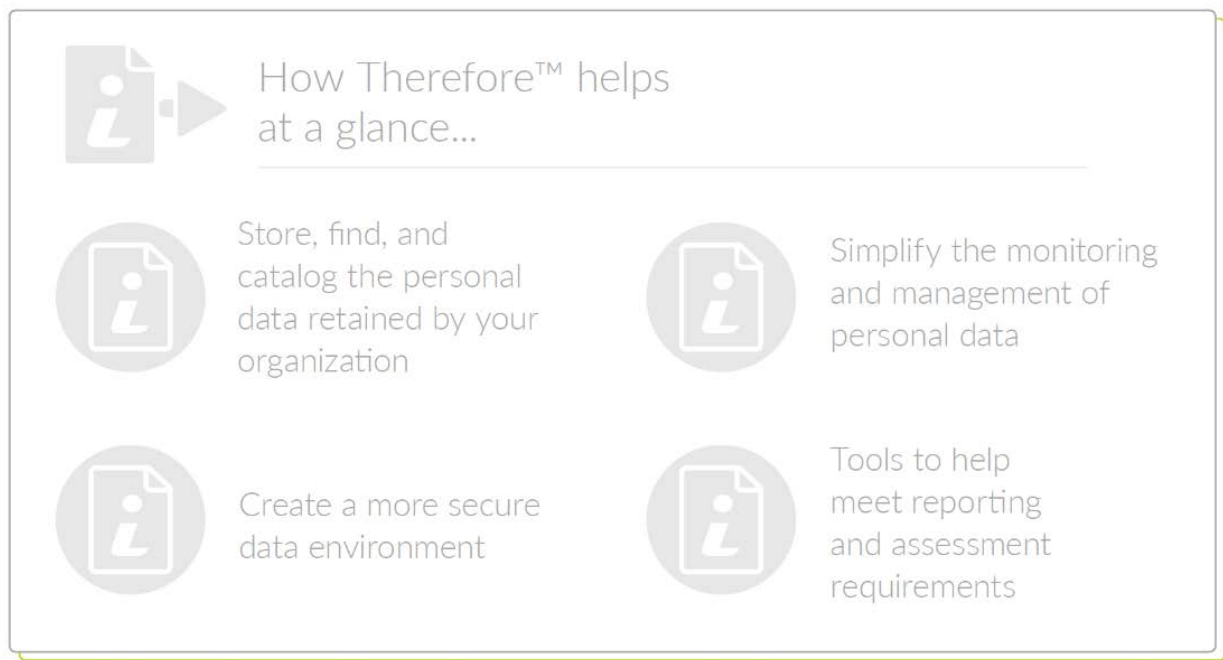 How Therefore™ helps
at a glance...
Store, find, and
catalog the personal
data retained by your
organization
Simplify the monitoring
and management of
personal data
Create a more secure
data environment
Tools to help
meet reporting
and assessment
requirements